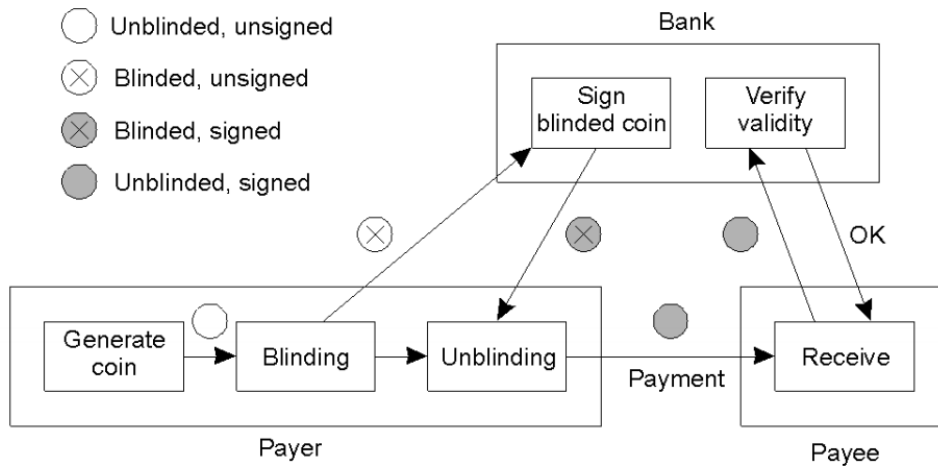 Unblinded, unsigned
Blinded, unsigned
Blinded, signed
Unblinded, signed
Bank
Sign
blinded coin
Verify
validity
OK
Generate
coin
Blinding
Unblinding
Payment
Receive
Payer
Payee